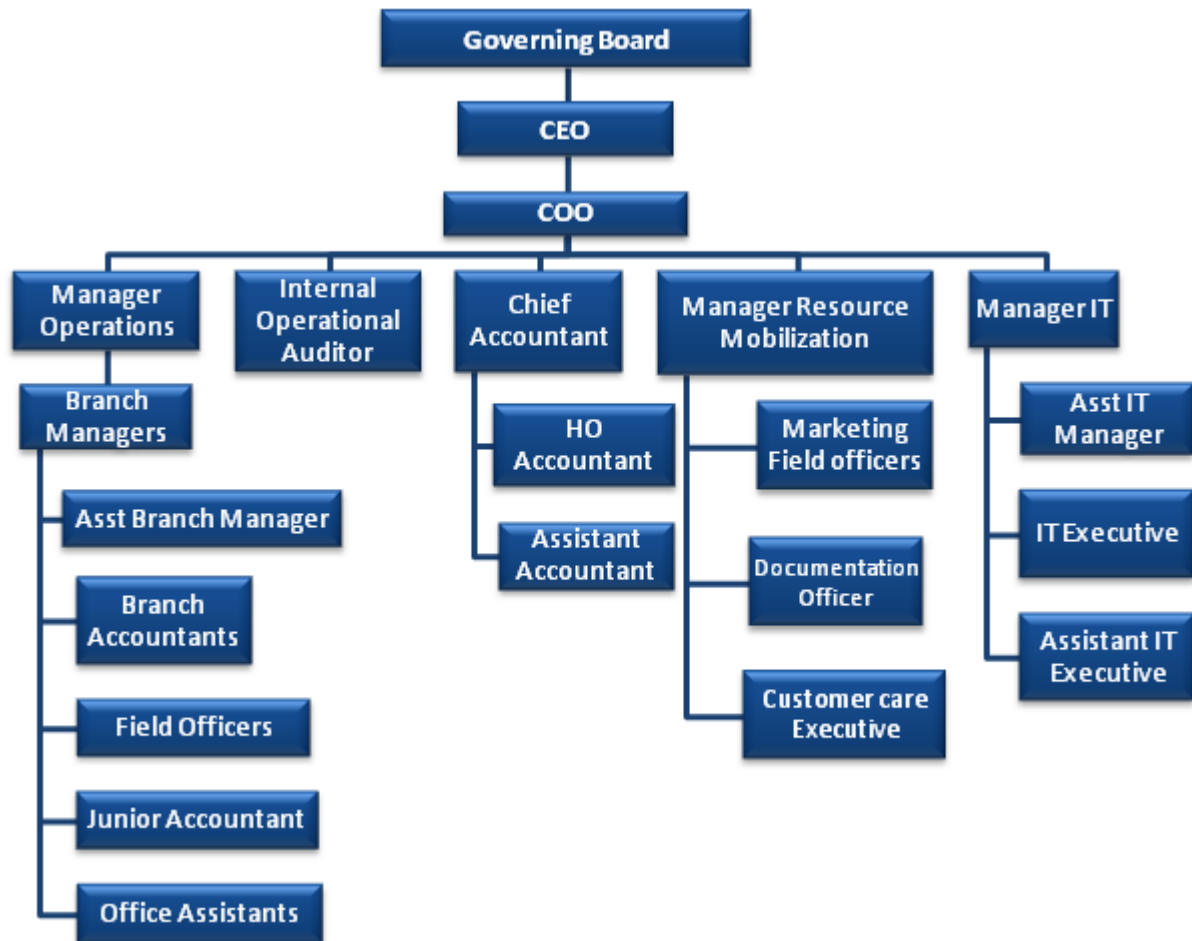 Governing Board
CEO
COO
Manager
Operations
Internal
Operational
Auditor
Chief
Accountant
Manager Resource
Mobilization
Manager IT
Branch
Managers
Asst Branch Manager
Branch
Accountants
Field Officers
Junior Accountant
Office Assistants
HO
Accountant
Assistant
Accountant
Marketing
Field officers
Documentation
Officer
Customer care
Executive
Asst IT
Manager
IT Executive
Assistant IT
Executive